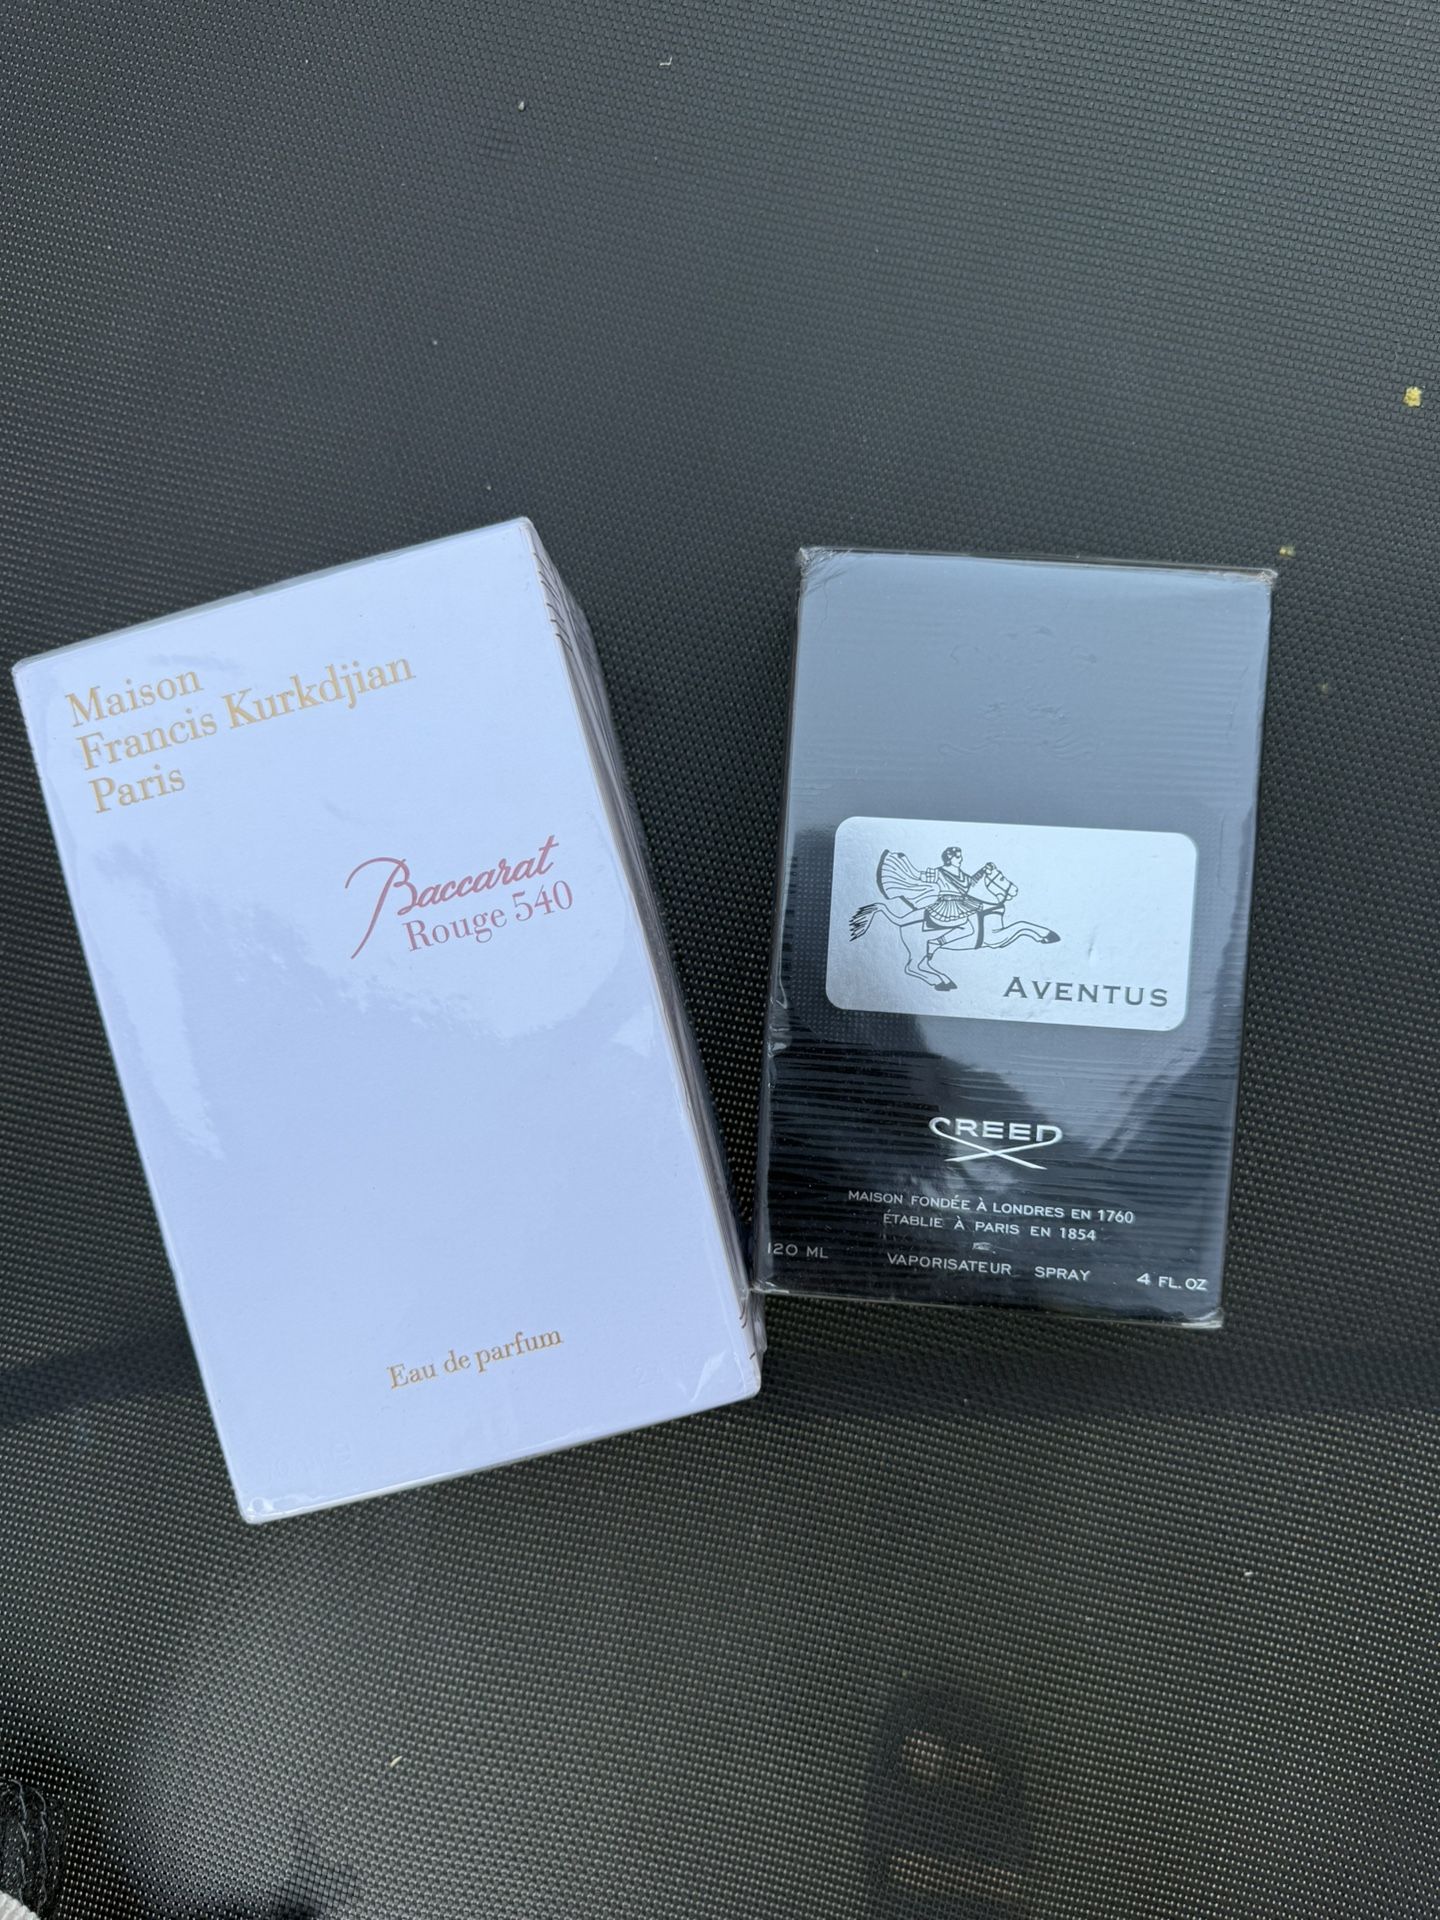 Maison
Francis Kurkdjian
Paris
Baccarat
Rouge 540
Eau de parfum
AVENTUS
CREED
MAISON FONDÉE À LONDRES EN 1760
ÉTABLIE À PARIS EN 1854
120 ML VAPORISATEUR SPRAY 4 FL. OZ